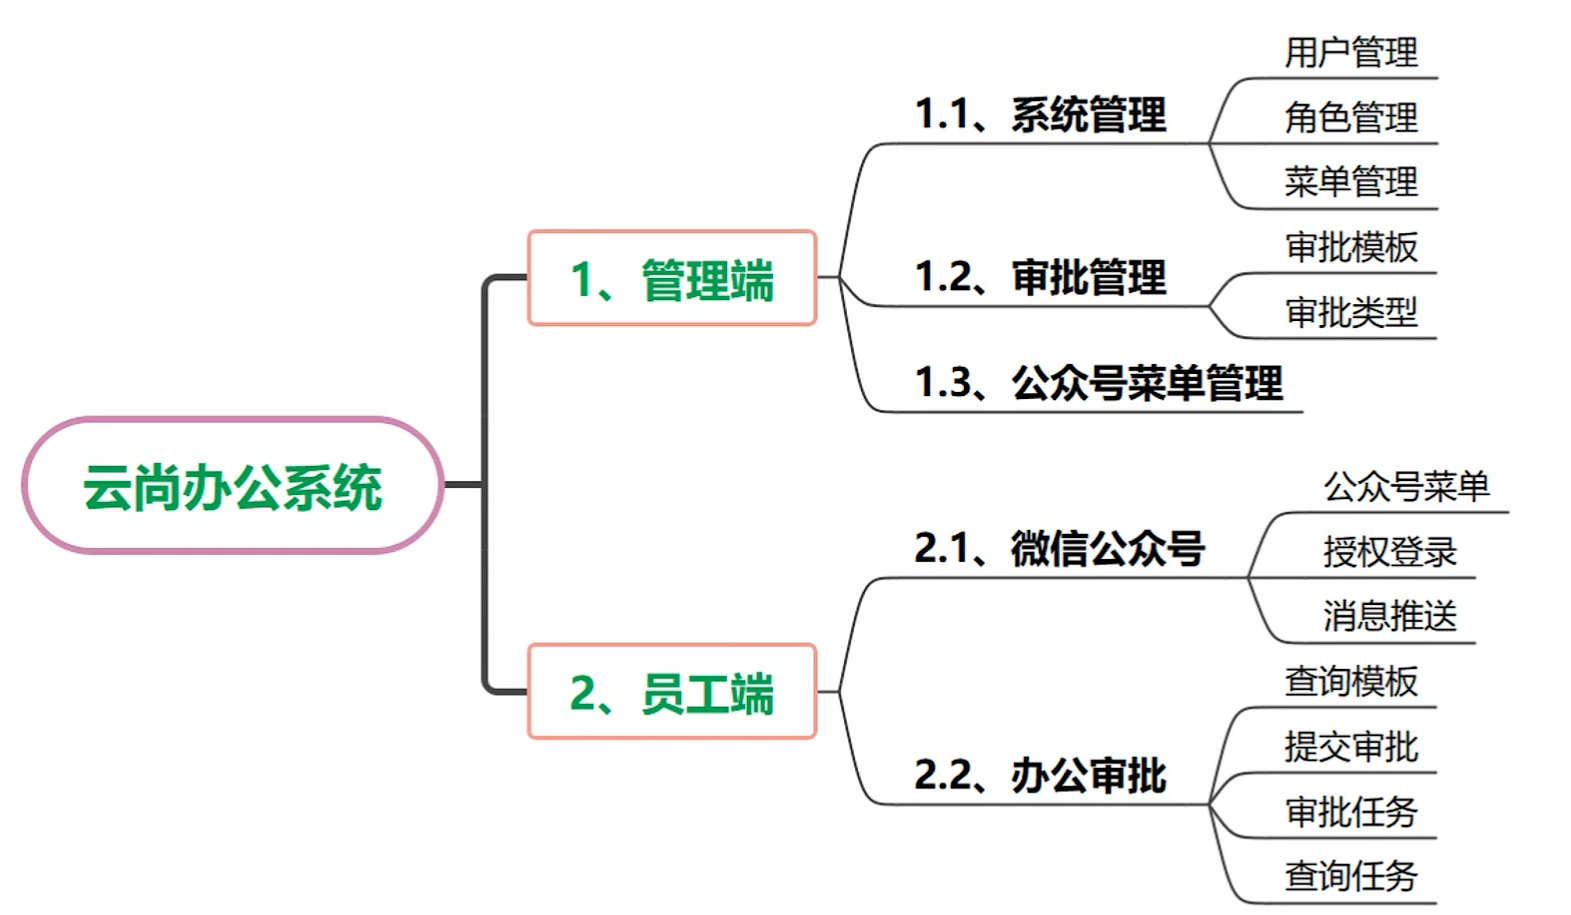 云尚办公系统
1、管理端
1.1、系统管理
用户管理
角色管理
菜单管理
1.2、审批管理
审批模板
审批类型
1.3、公众号菜单管理
2、员工端
2.1、微信公众号
公众号菜单
授权登录
消息推送
2.2、办公审批
查询模板
提交审批
审批任务
查询任务